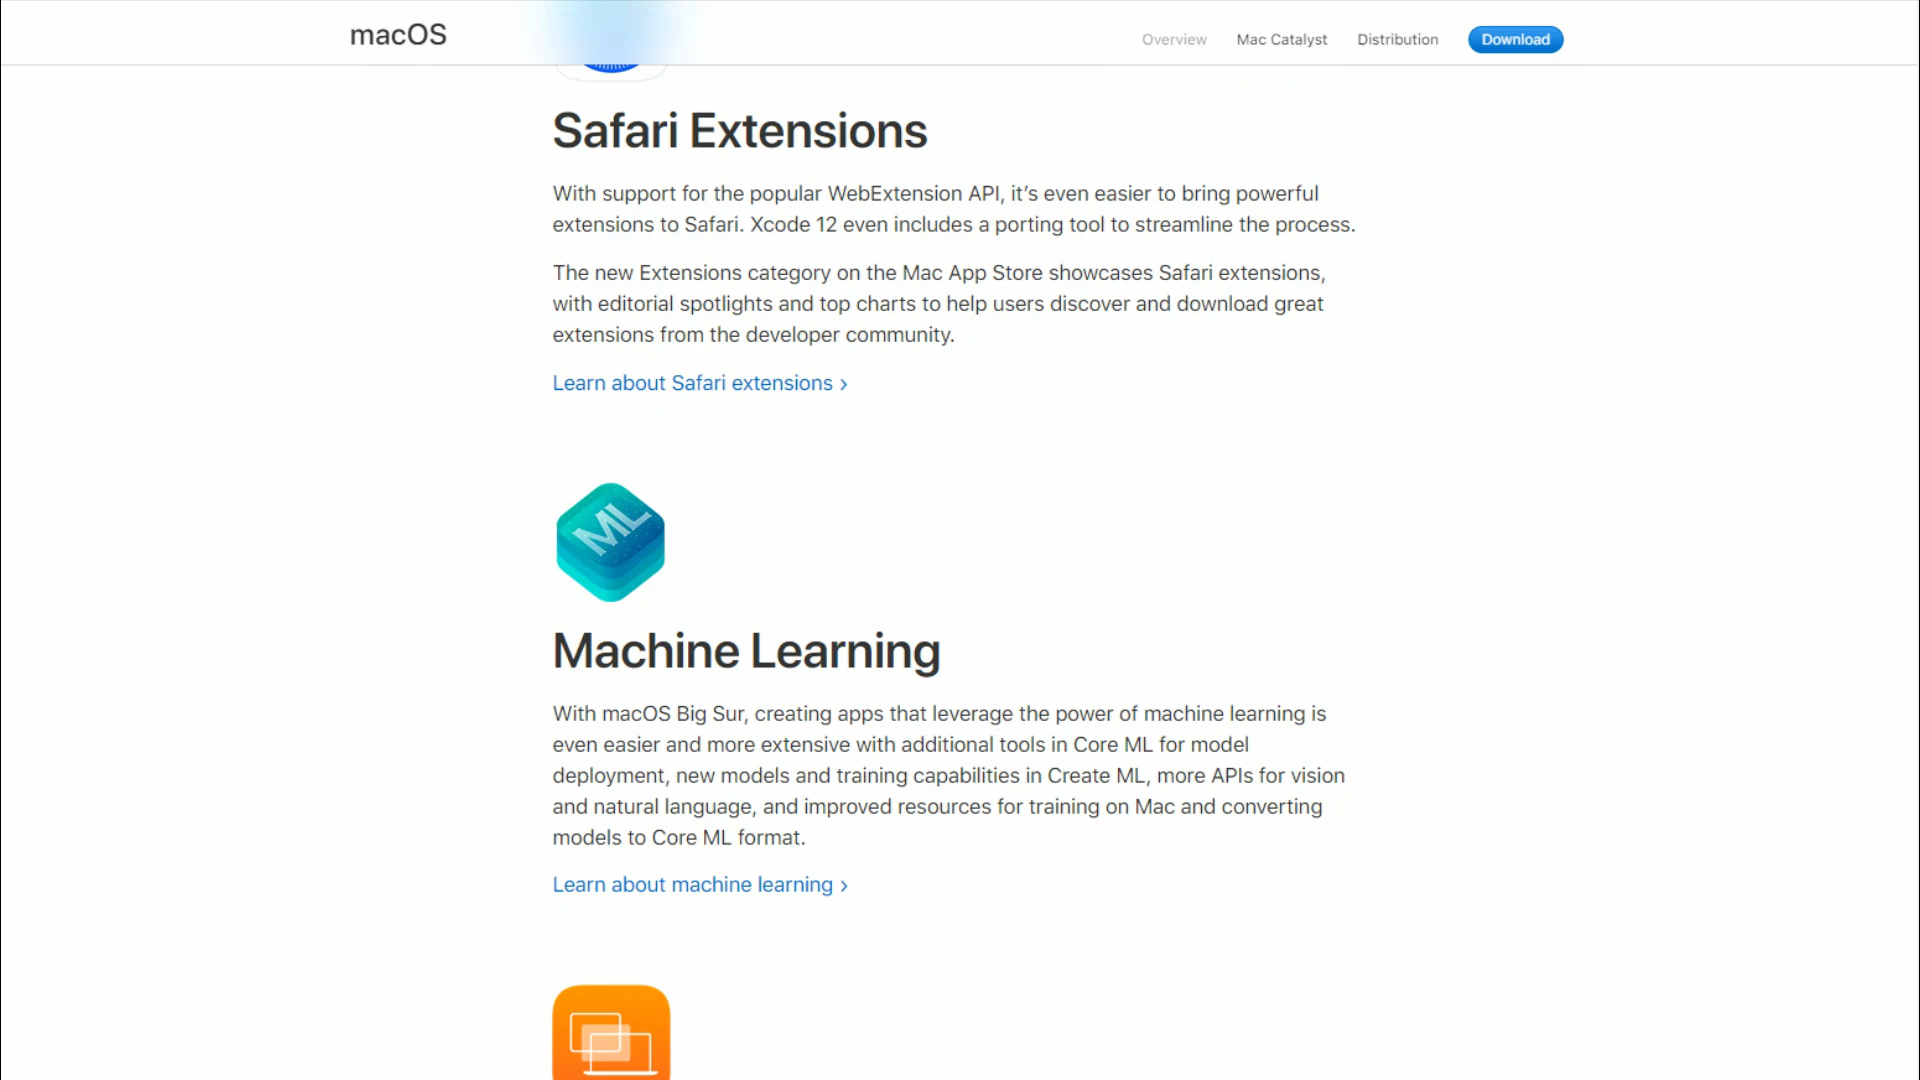 macOS
Overview
Mac Catalyst
Distribution
Download
Safari Extensions
With support for the popular WebExtension API, it’s even easier to bring powerful
extensions to Safari. Xcode 12 even includes a porting tool to streamline the process.
The new Extensions category on the Mac App Store showcases Safari extensions,
with editorial spotlights and top charts to help users discover and download great
extensions from the developer community.
Learn about Safari extensions ›
ML
Machine Learning
With macOS Big Sur, creating apps that leverage the power of machine learning is
even easier and more extensive with additional tools in Core ML for model
deployment, new models and training capabilities in Create ML, more APIs for vision
and natural language, and improved resources for training on Mac and converting
models to Core ML format.
Learn about machine learning ›